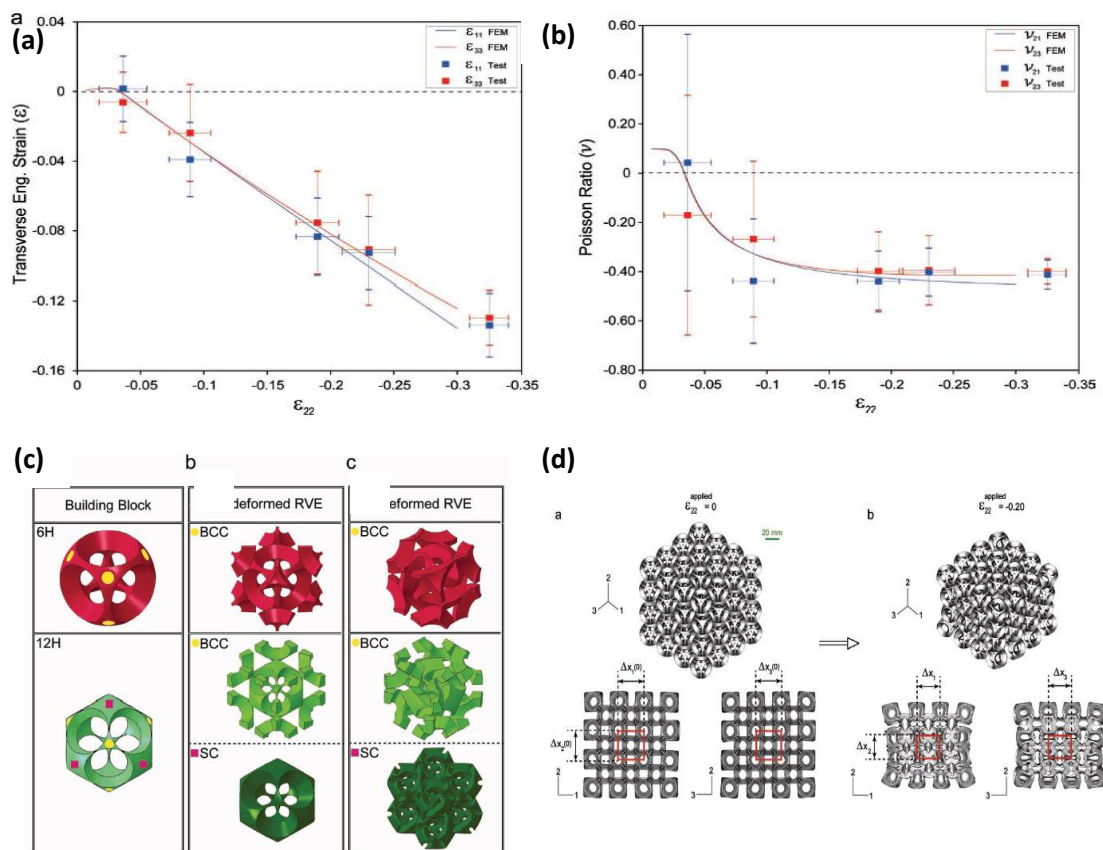 a
(a)
0.04
0
-0.04
-0.08
-0.12
-0.16
Transverse Eng. Strain (ε)
ε11 FEM
ε33 FEM
ε11 Test
ε33 Test
0 -0.05 -0.1 -0.15 -0.2 -0.25 -0.3 -0.35
ε22
(b)
0.60
0.40
0.20
0
-0.20
-0.40
-0.60
-0.80
Poisson Ratio (ν)
ν21 FEM
ν23 FEM
ν21 Test
ν23 Test
0 -0.05 -0.1 -0.15 -0.2 -0.25 -0.3 -0.35
ε22
(c)
b c
Building Block deformed RVE eformed RVE
6H BCC BCC
12H BCC BCC
SC SC
(d)
a
applied
ε22 = 0
20 mm
2
3 1
Δx1(0) Δx3(0)
Δx2(0)
2 2
1 3
b
applied
ε22 = -0.20
2
3 1
Δx1 Δx3
Δx2
2 2
1 3